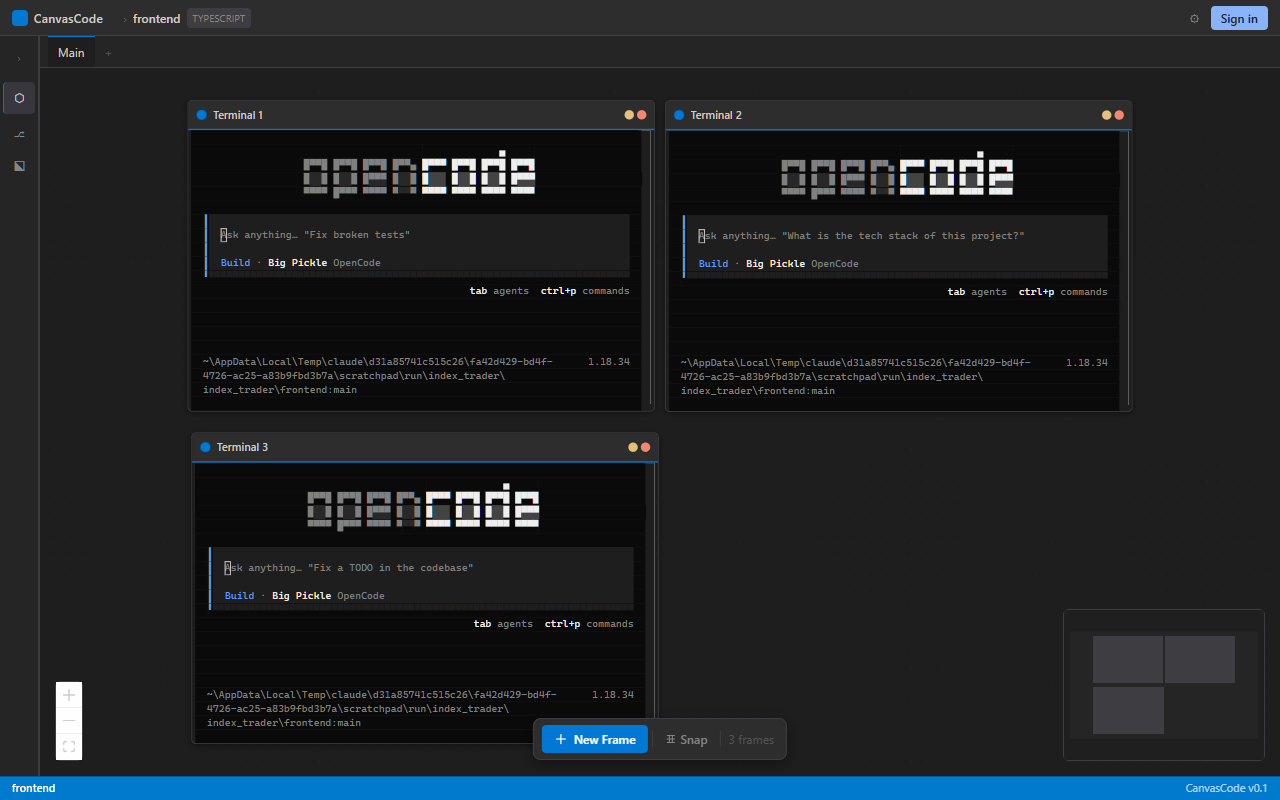 CanvasCode › frontend TYPESCRIPT
Sign in
Main +
Terminal 1
opencode
Ask anything… "Fix broken tests"
Build · Big Pickle OpenCode
tab agents ctrl+p commands
~\AppData\Local\Temp\claude\d31a85741c515c26\fa42d429-bd4f- 1.18.34
4726-ac25-a83b9fbd3b7a\scratchpad\run\index_trader\
index_trader\frontend:main
Terminal 2
opencode
Ask anything… "What is the tech stack of this project?"
Build · Big Pickle OpenCode
tab agents ctrl+p commands
~\AppData\Local\Temp\claude\d31a85741c515c26\fa42d429-bd4f- 1.18.34
4726-ac25-a83b9fbd3b7a\scratchpad\run\index_trader\
index_trader\frontend:main
Terminal 3
opencode
Ask anything… "Fix a TODO in the codebase"
Build · Big Pickle OpenCode
tab agents ctrl+p commands
~\AppData\Local\Temp\claude\d31a85741c515c26\fa42d429-bd4f- 1.18.34
4726-ac25-a83b9fbd3b7a\scratchpad\run\index_trader\
index_trader\frontend:main
+ New Frame Snap 3 frames
frontend
CanvasCode v0.1